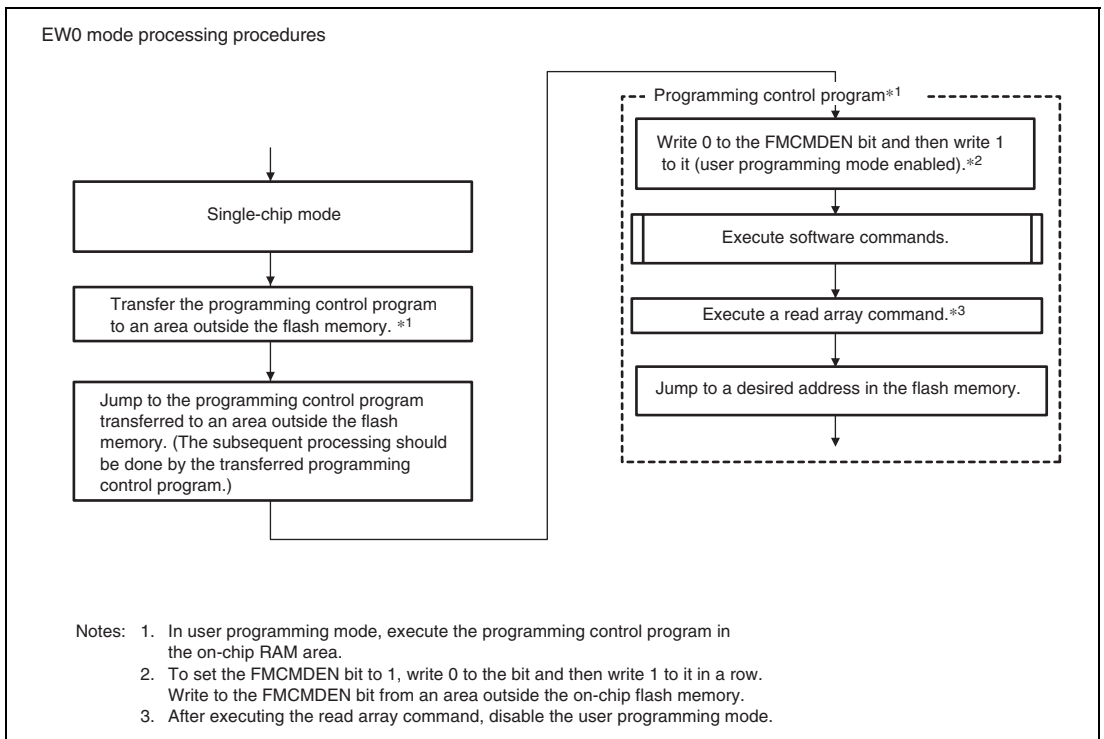 EW0 mode processing procedures
Single-chip mode
Transfer the programming control program
to an area outside the flash memory. *1
Jump to the programming control program
transferred to an area outside the flash
memory. (The subsequent processing should
be done by the transferred programming
control program.)
Programming control program*1
Write 0 to the FMCMDEN bit and then write 1
to it (user programming mode enabled).*2
Execute software commands.
Execute a read array command.*3
Jump to a desired address in the flash memory.
Notes: 1. In user programming mode, execute the programming control program in
the on-chip RAM area.
2. To set the FMCMDEN bit to 1, write 0 to the bit and then write 1 to it in a row.
Write to the FMCMDEN bit from an area outside the on-chip flash memory.
3. After executing the read array command, disable the user programming mode.